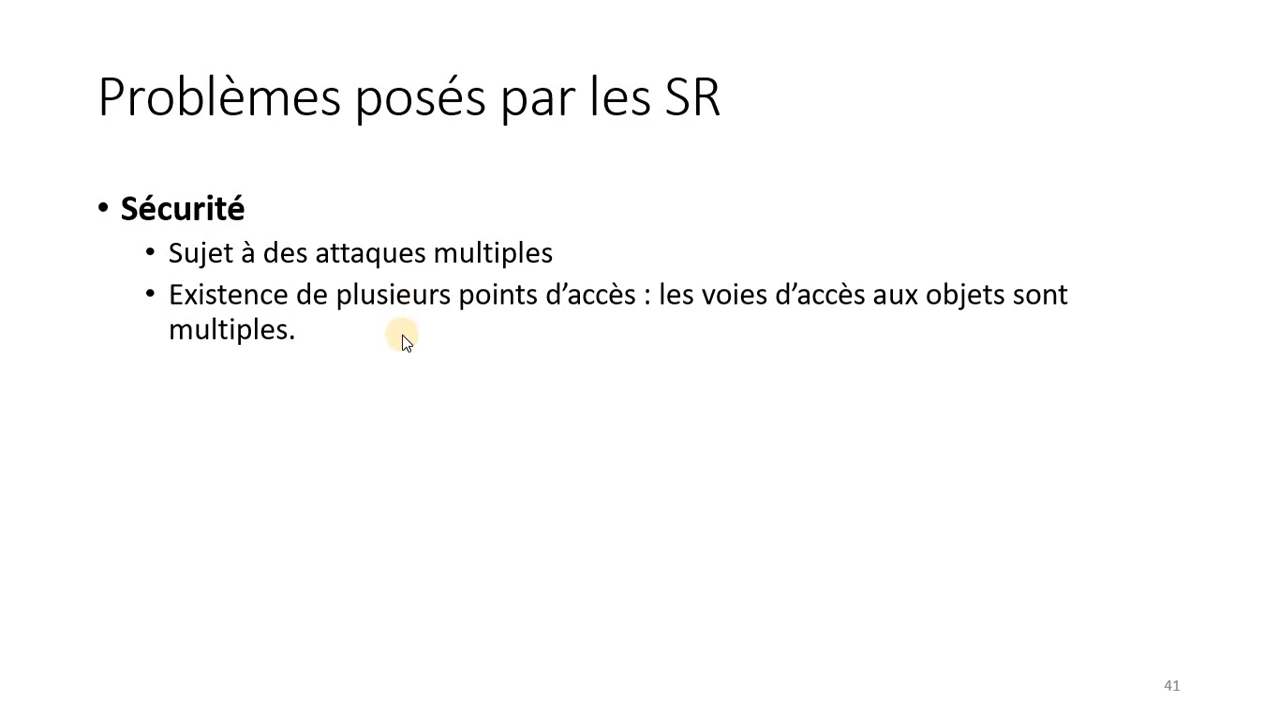 Problèmes posés par les SR
• Sécurité
• Sujet à des attaques multiples
• Existence de plusieurs points d’accès : les voies d’accès aux objets sont
multiples.
41